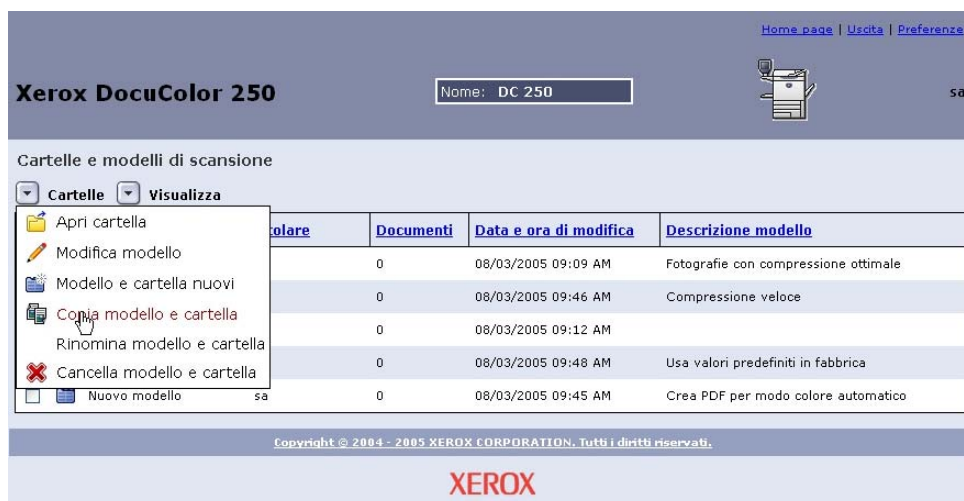 Home page | Uscita | Preferenze
Xerox DocuColor 250
Nome: DC 250
sa
Cartelle e modelli di scansione
Cartelle Visualizza
Apri cartella
Modifica modello
Modello e cartella nuovi
Copia modello e cartella
Rinomina modello e cartella
Cancella modello e cartella
colare Documenti Data e ora di modifica Descrizione modello
0 08/03/2005 09:09 AM Fotografie con compressione ottimale
0 08/03/2005 09:46 AM Compressione veloce
0 08/03/2005 09:12 AM
0 08/03/2005 09:48 AM Usa valori predefiniti in fabbrica
Nuovo modello sa 0 08/03/2005 09:45 AM Crea PDF per modo colore automatico
Copyright © 2004 - 2005 XEROX CORPORATION. Tutti i diritti riservati.
XEROX